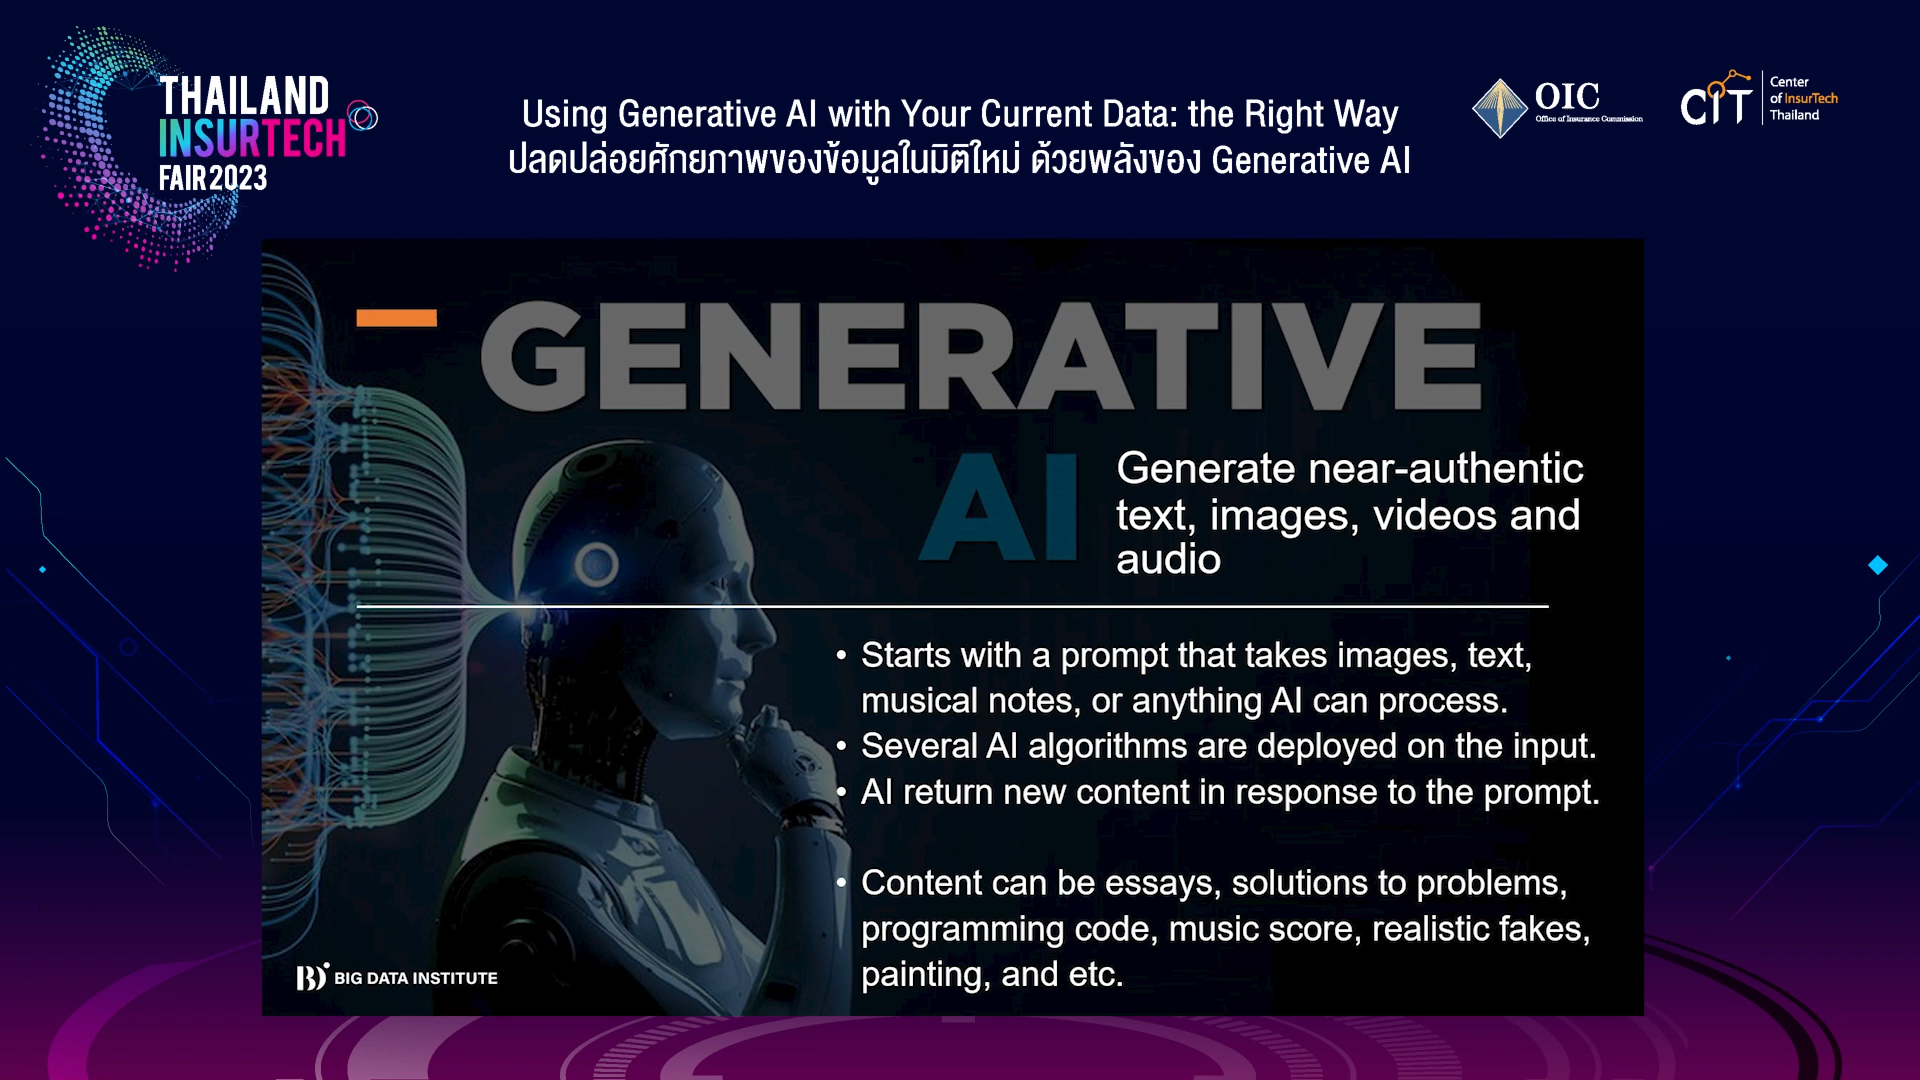 THAILAND
INSURTECH
FAIR 2023
Using Generative AI with Your Current Data: the Right Way
ปลดปล่อยศักยภาพของข้อมูลในมิติใหม่ ด้วยพลังของ Generative AI
OIC
Office of Insurance Commission
CIT
Center
of InsurTech
Thailand
GENERATIVE
AI
Generate near-authentic
text, images, videos and
audio
• Starts with a prompt that takes images, text,
musical notes, or anything AI can process.
• Several AI algorithms are deployed on the input.
• AI return new content in response to the prompt.
• Content can be essays, solutions to problems,
programming code, music score, realistic fakes,
painting, and etc.
BIG DATA INSTITUTE